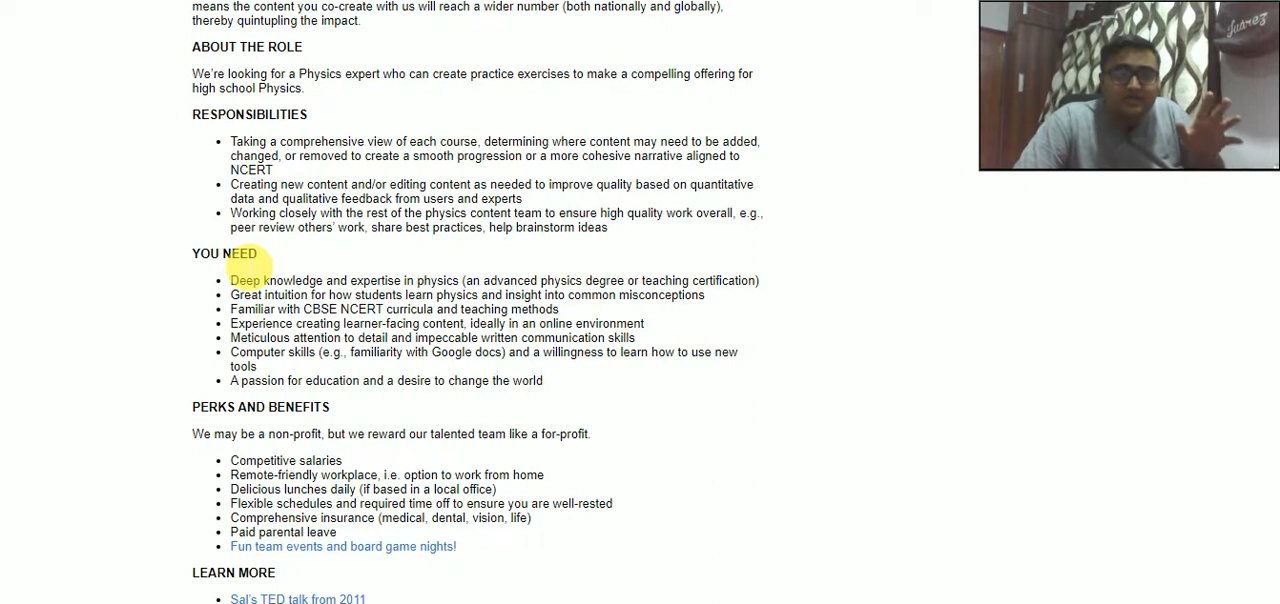 means the content you co-create with us will reach a wider number (both nationally and globally),
thereby quintupling the impact.
ABOUT THE ROLE
We’re looking for a Physics expert who can create practice exercises to make a compelling offering for
high school Physics.
RESPONSIBILITIES
• Taking a comprehensive view of each course, determining where content may need to be added,
changed, or removed to create a smooth progression or a more cohesive narrative aligned to
NCERT
• Creating new content and/or editing content as needed to improve quality based on quantitative
data and qualitative feedback from users and experts
• Working closely with the rest of the physics content team to ensure high quality work overall, e.g.,
peer review others’ work, share best practices, help brainstorm ideas
YOU NEED
• Deep knowledge and expertise in physics (an advanced physics degree or teaching certification)
• Great intuition for how students learn physics and insight into common misconceptions
• Familiar with CBSE NCERT curricula and teaching methods
• Experience creating learner-facing content, ideally in an online environment
• Meticulous attention to detail and impeccable written communication skills
• Computer skills (e.g., familiarity with Google docs) and a willingness to learn how to use new
tools
• A passion for education and a desire to change the world
PERKS AND BENEFITS
We may be a non-profit, but we reward our talented team like a for-profit.
• Competitive salaries
• Remote-friendly workplace, i.e. option to work from home
• Delicious lunches daily (if based in a local office)
• Flexible schedules and required time off to ensure you are well-rested
• Comprehensive insurance (medical, dental, vision, life)
• Paid parental leave
• Fun team events and board game nights!
LEARN MORE
• Sal’s TED talk from 2011
Juárez